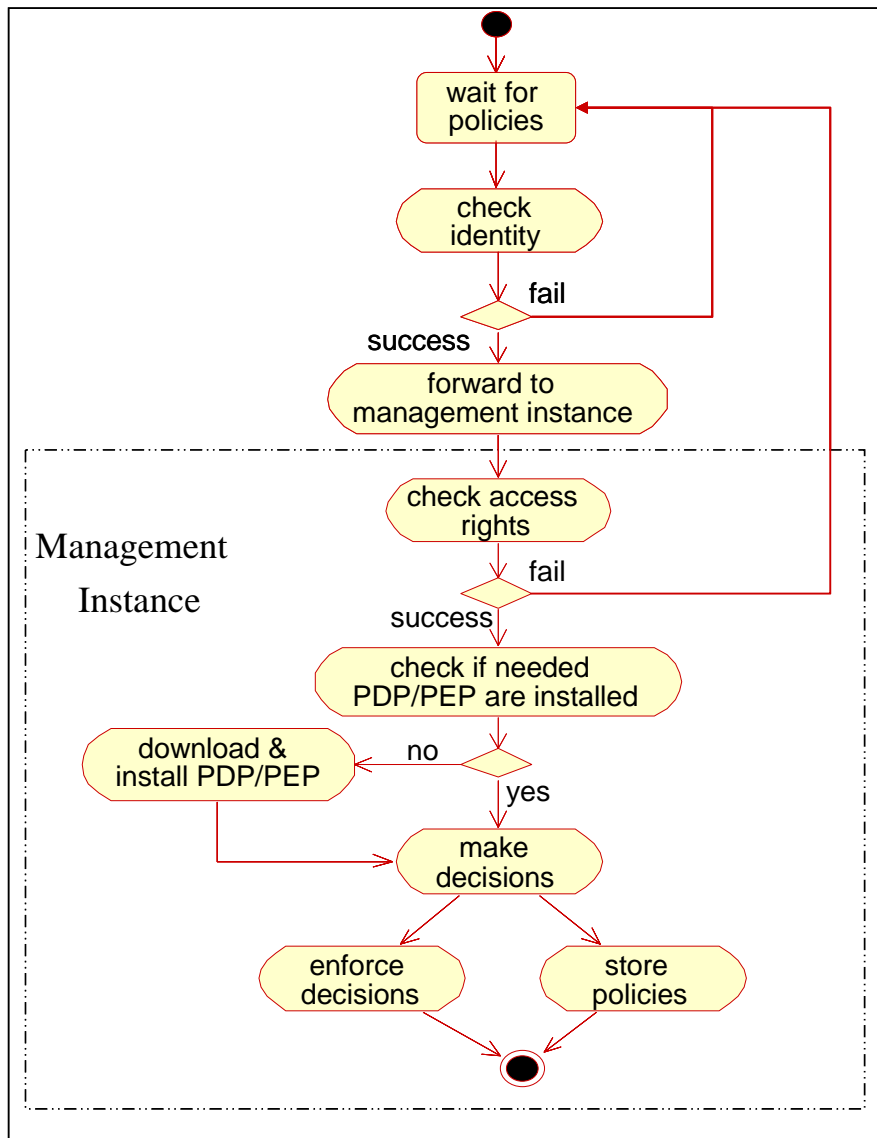 wait for
policies
check
identity
fail
success
forward to
management instance
check access
rights
Management
Instance
fail
success
check if needed
PDP/PEP are installed
download &
install PDP/PEP
no
yes
make
decisions
enforce
decisions
store
policies